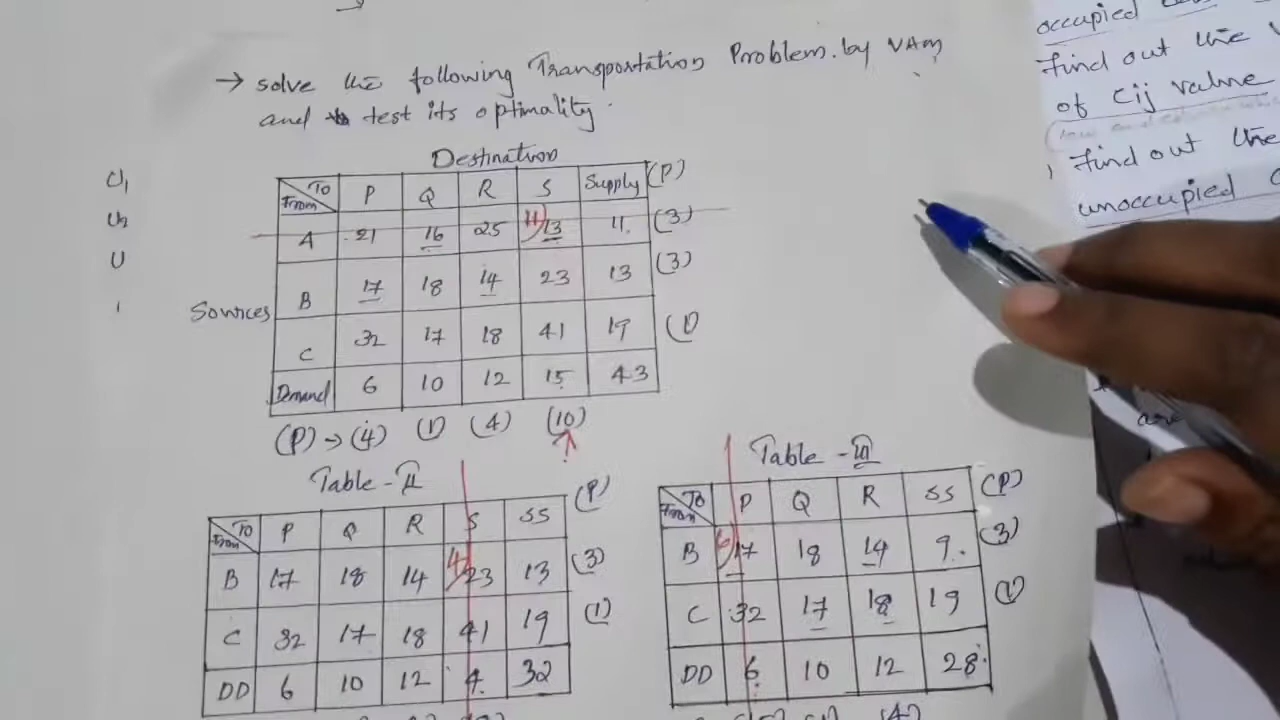 → solve the following Transportation Problem. by VAM
and test its optimality.
Destination
To From P Q R S Supply (P)
A 21 16 25 11) 13 11. (3)
B 17 18 14 23 13 (3)
C 32 17 18 41 19 (1)
Demand 6 10 12 15 43
(P) → (4) (1) (4) (10)
Sources
U1
U2
U
Table - II
To From P Q R S SS (P)
B 17 18 14 4) 23 13 (3)
C 32 17 18 41 19 (1)
DD 6 10 12 4 32
Table - III
To From P Q R SS (P)
B 6) 17 18 14 9. (3)
C 32 17 18 19 (1)
DD 6 10 12 28
occupied
find out the
of Cij value
find out the
unoccupied
are